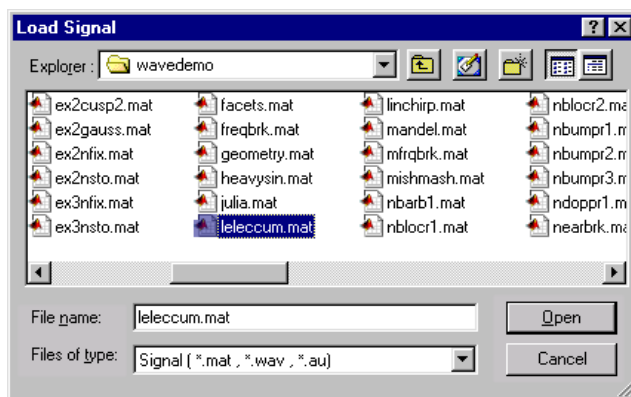 Load Signal
Explorer : wavedemo
ex2cusp2.mat facets.mat linchirp.mat nblocr2.ma
ex2gauss.mat freqbrk.mat mandel.mat nbumpr1.m
ex2nfix.mat geometry.mat mfrqbrk.mat nbumpr2.m
ex2nsto.mat heavysin.mat mishmash.mat nbumpr3.m
ex3nfix.mat julia.mat nbarb1.mat ndoppr1.m
ex3nsto.mat leleccum.mat nblocr1.mat nearbrk.ma
File name: leleccum.mat Open
Files of type: Signal ( *.mat , *.wav , *.au) Cancel